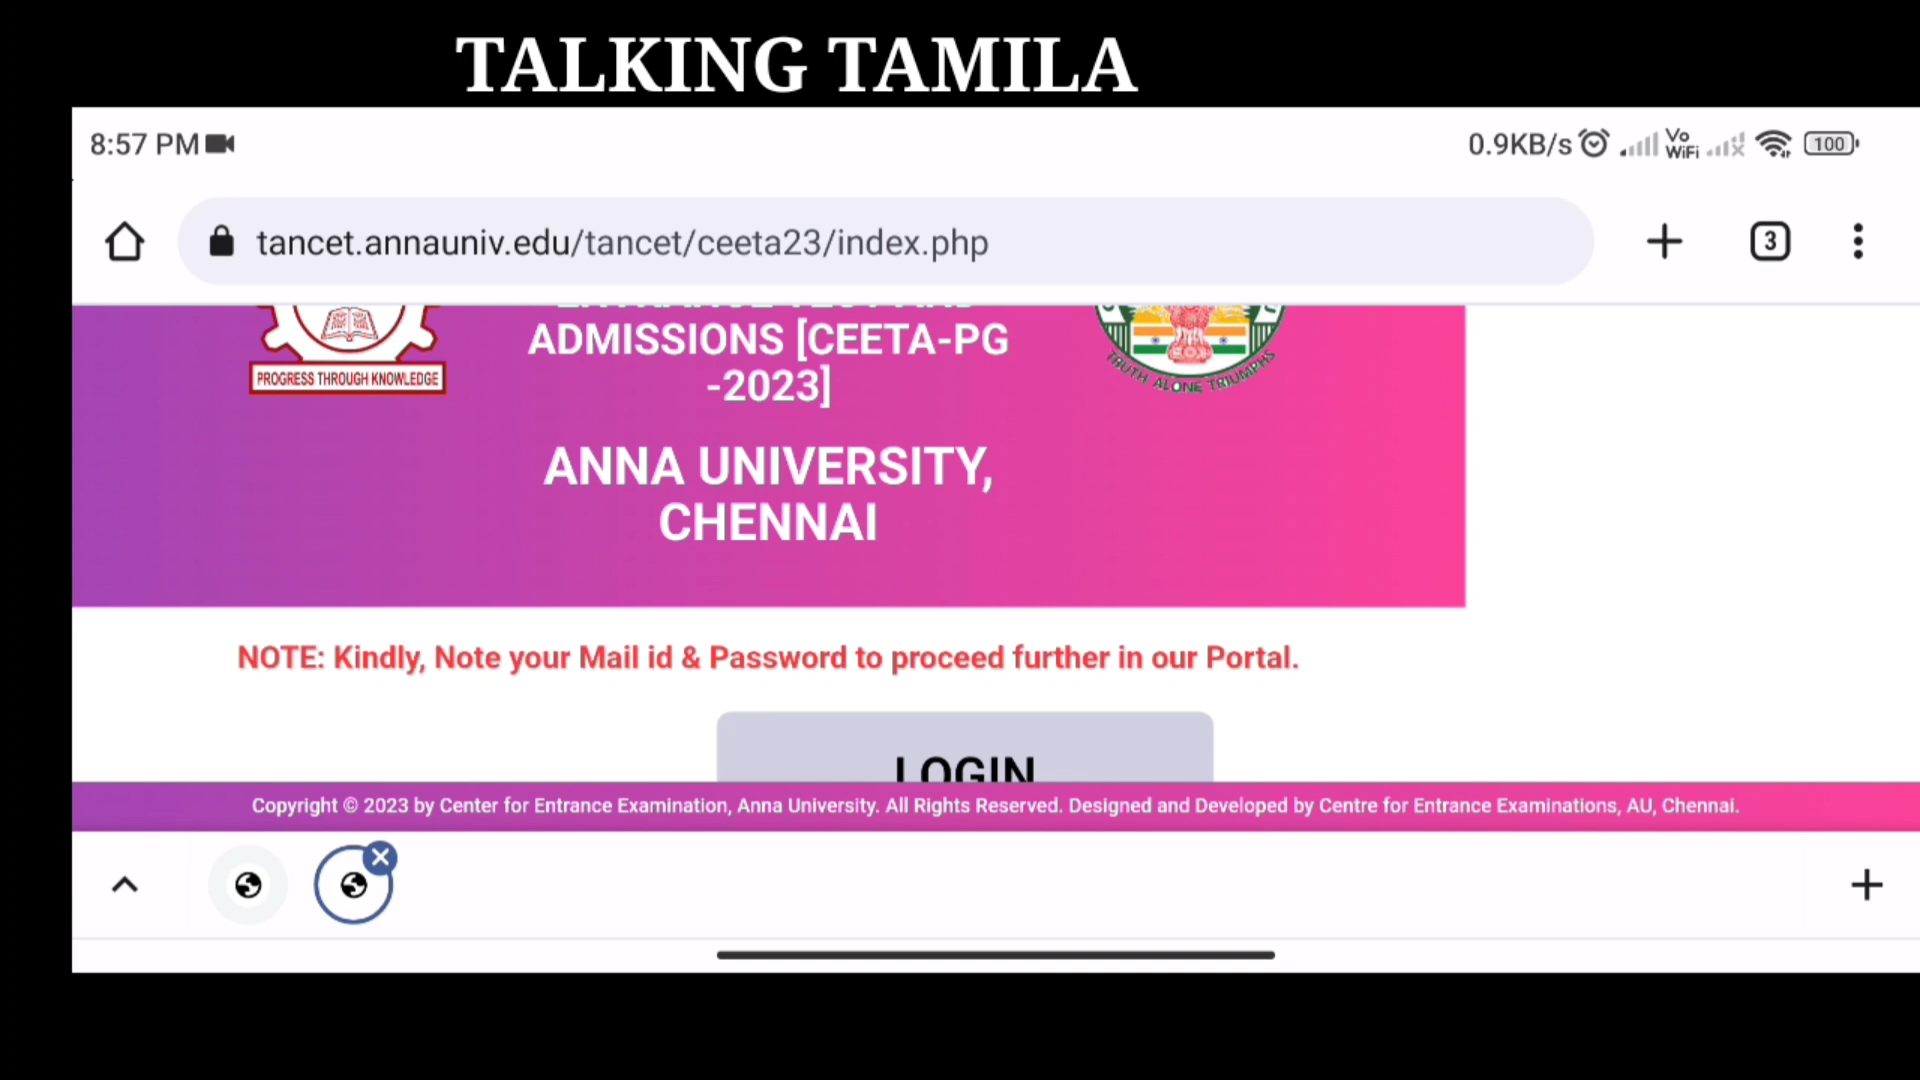 TALKING TAMILA
8:57 PM
0.9KB/s
Vo
WiFi
100
tancet.annauniv.edu/tancet/ceeta23/index.php
3
ADMISSIONS [CEETA-PG
-2023]
PROGRESS THROUGH KNOWLEDGE
TRUTH ALONE TRIUMPHS
ANNA UNIVERSITY,
CHENNAI
NOTE: Kindly, Note your Mail id & Password to proceed further in our Portal.
LOGIN
Copyright © 2023 by Center for Entrance Examination, Anna University. All Rights Reserved. Designed and Developed by Centre for Entrance Examinations, AU, Chennai.